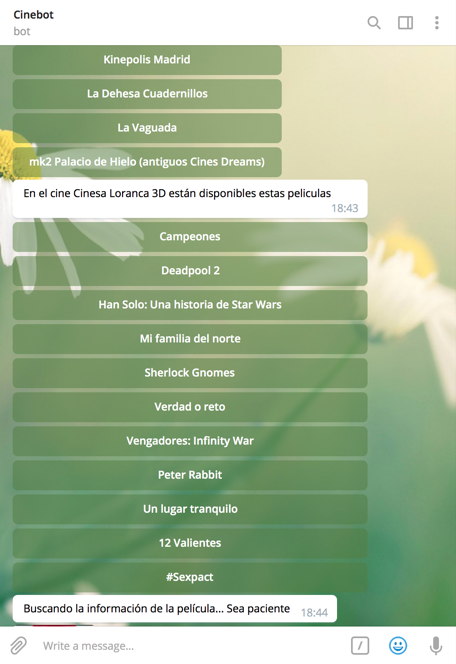 Cinebot
bot
Kinepolis Madrid
La Dehesa Cuadernillos
La Vaguada
mk2 Palacio de Hielo (antiguos Cines Dreams)
En el cine Cinesa Loranca 3D están disponibles estas peliculas
18:43
Campeones
Deadpool 2
Han Solo: Una historia de Star Wars
Mi familia del norte
Sherlock Gnomes
Verdad o reto
Vengadores: Infinity War
Peter Rabbit
Un lugar tranquilo
12 Valientes
#Sexpact
Buscando la información de la película... Sea paciente 18:44
Write a message...